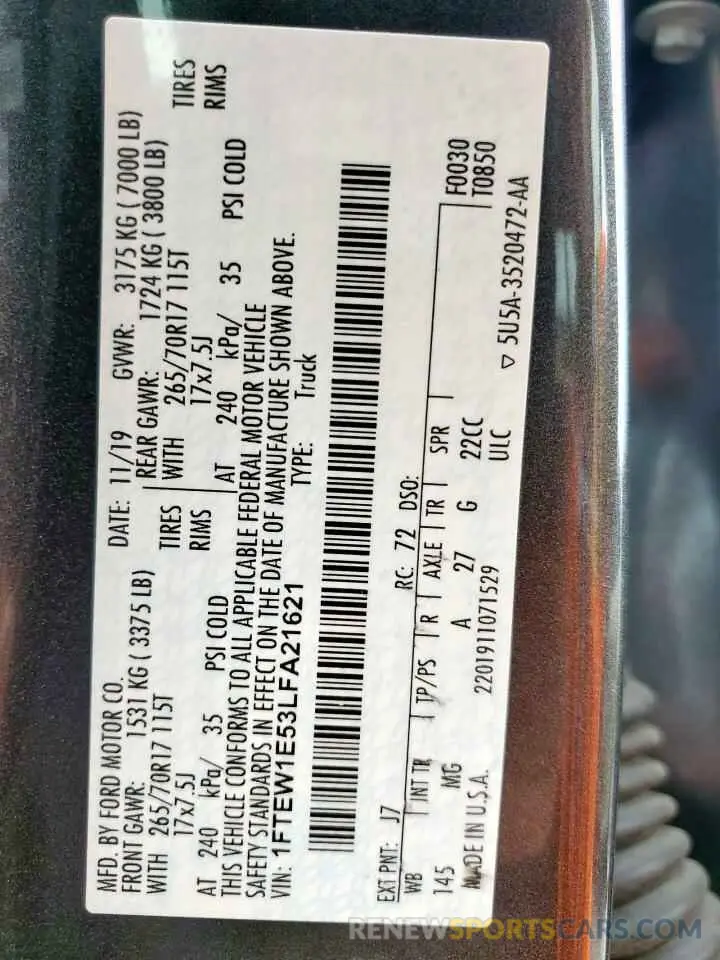 MFD. BY FORD MOTOR CO. DATE: 11/19 GVWR: 3175 KG ( 7000 LB)
FRONT GAWR: 1531 KG ( 3375 LB) REAR GAWR: 1724 KG ( 3800 LB)
WITH 265/70R17 115T TIRES WITH 265/70R17 115T TIRES
17x7.5J RIMS 17x7.5J RIMS
AT 240 kPa/ 35 PSI COLD AT 240 kPa/ 35 PSI COLD
THIS VEHICLE CONFORMS TO ALL APPLICABLE FEDERAL MOTOR VEHICLE
SAFETY STANDARDS IN EFFECT ON THE DATE OF MANUFACTURE SHOWN ABOVE.
VIN: 1FTEW1E53LFA21621 TYPE: Truck
EXT PNT: J7 RC: 72 DSO: F0030
T0850
WB INT TR TP/PS R AXLE TR SPR
145 MG A 27 G 22CC
ULC
MADE IN U.S.A. 2201911071529 ▽ 5U5A-3520472-AA
RENEWSPORTSCARS.COM